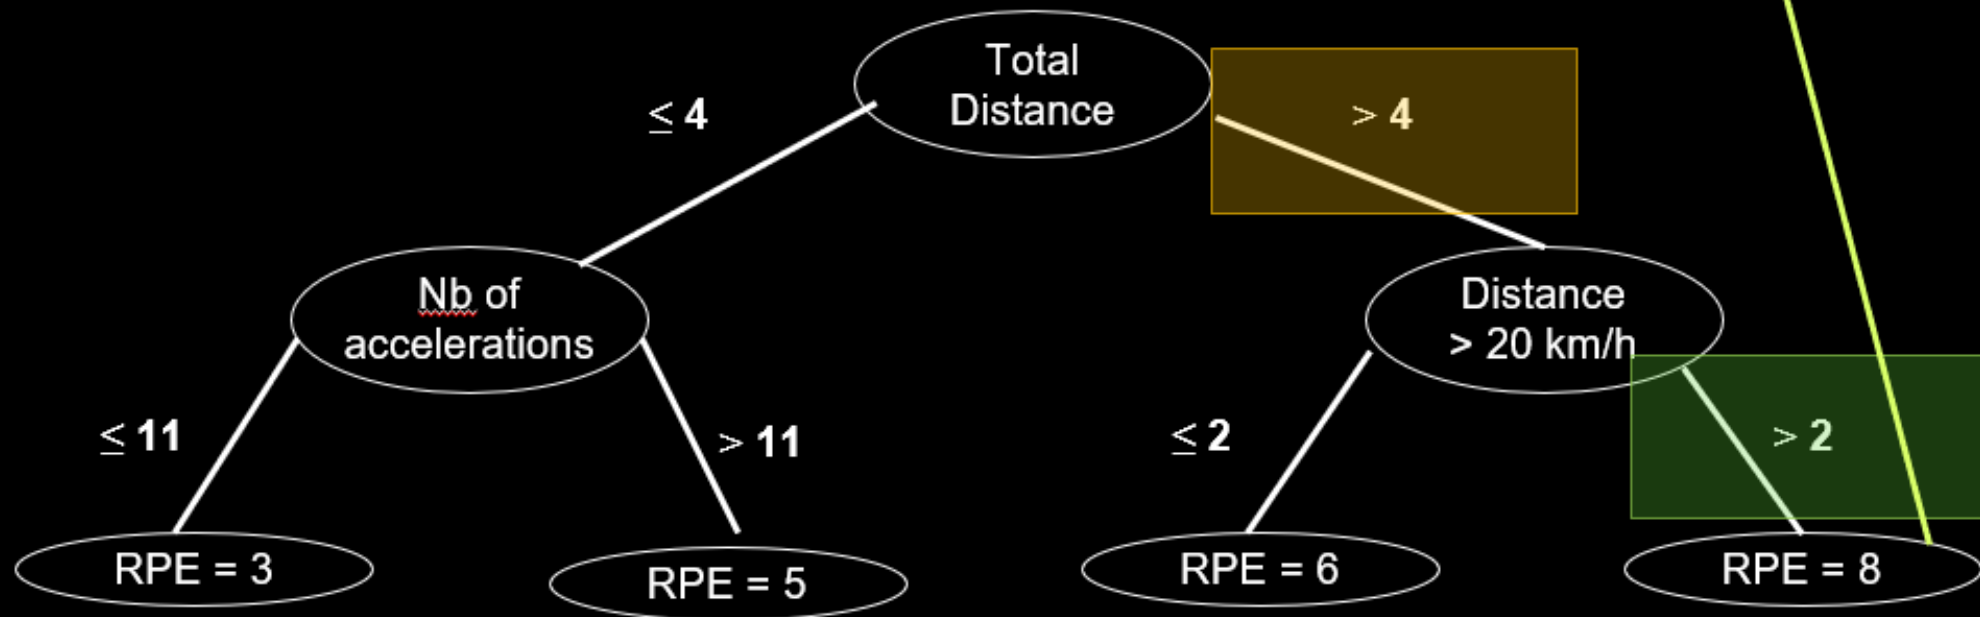 Total
Distance
≤ 4
> 4
Nb of
accelerations
Distance
> 20 km/h
≤ 11
> 11
≤ 2
> 2
RPE = 3
RPE = 5
RPE = 6
RPE = 8